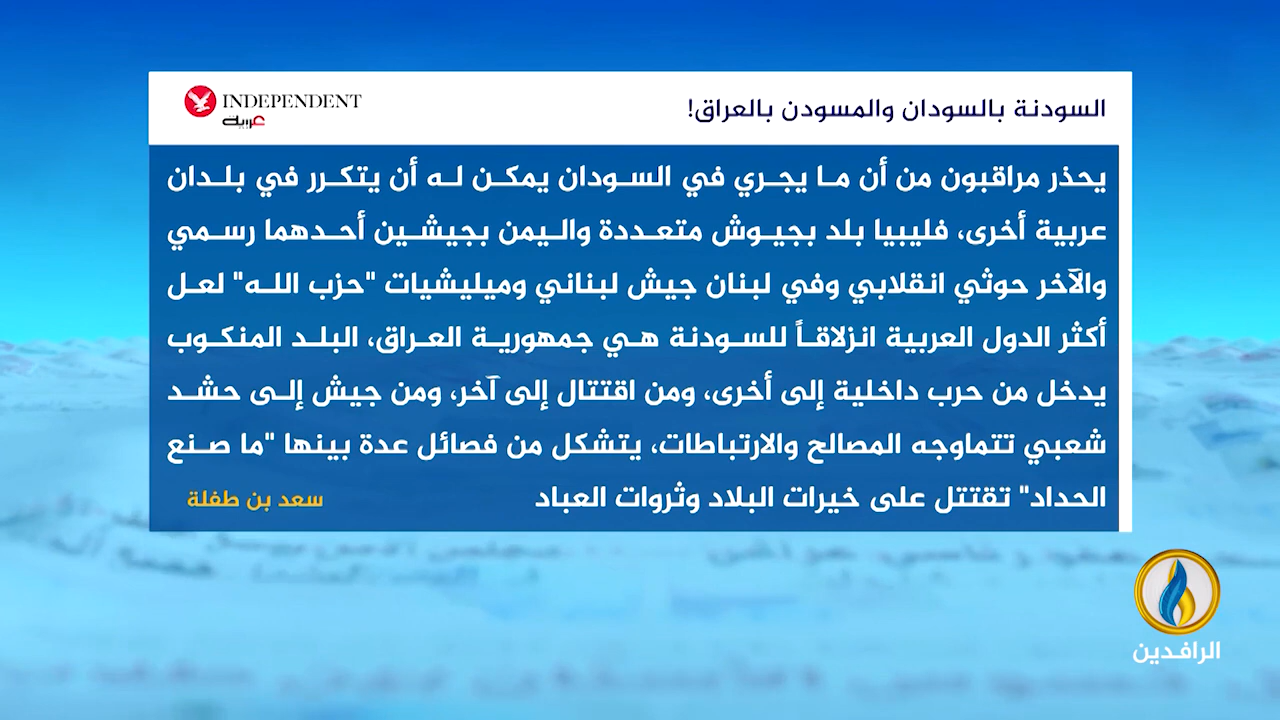 INDEPENDENT
عربية
السودنة بالسودان والمسودن بالعراق!
يحذر مراقبون من أن ما يجري في السودان يمكن له أن يتكرر في بلدان
عربية أخرى، فليبيا بلد بجيوش متعددة واليمن بجيشين أحدهما رسمي
والآخر حوثي انقلابي وفي لبنان جيش لبناني وميليشيات "حزب الله" لعل
أكثر الدول العربية انزلاقاً للسودنة هي جمهورية العراق، البلد المنكوب
يدخل من حرب داخلية إلى أخرى، ومن اقتتال إلى آخر، ومن جيش إلى حشد
شعبي تتماوجه المصالح والارتباطات، يتشكل من فصائل عدة بينها "ما صنع
الحداد" تقتتل على خيرات البلاد وثروات العباد
سعد بن طفلة
الرافدين